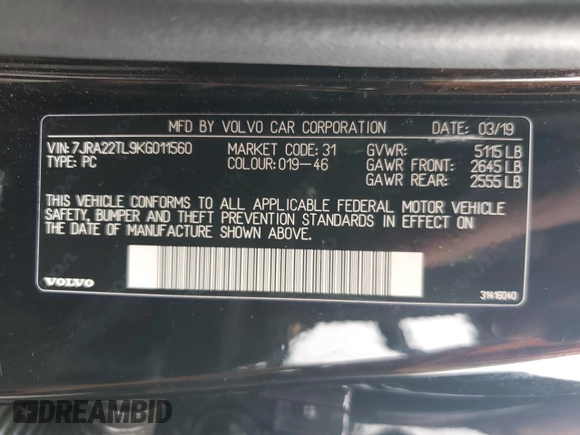 MFD BY VOLVO CAR CORPORATION DATE: 03/19
VIN: 7JRA22TL9KG011560 MARKET CODE: 31 GVWR: 5115 LB
TYPE: PC COLOUR: 019-46 GAWR FRONT: 2645 LB
GAWR REAR: 2555 LB
THIS VEHICLE CONFORMS TO ALL APPLICABLE FEDERAL MOTOR VEHICLE
SAFETY, BUMPER AND THEFT PREVENTION STANDARDS IN EFFECT ON
THE DATE OF MANUFACTURE SHOWN ABOVE.
VOLVO 31416040
DREAMBID